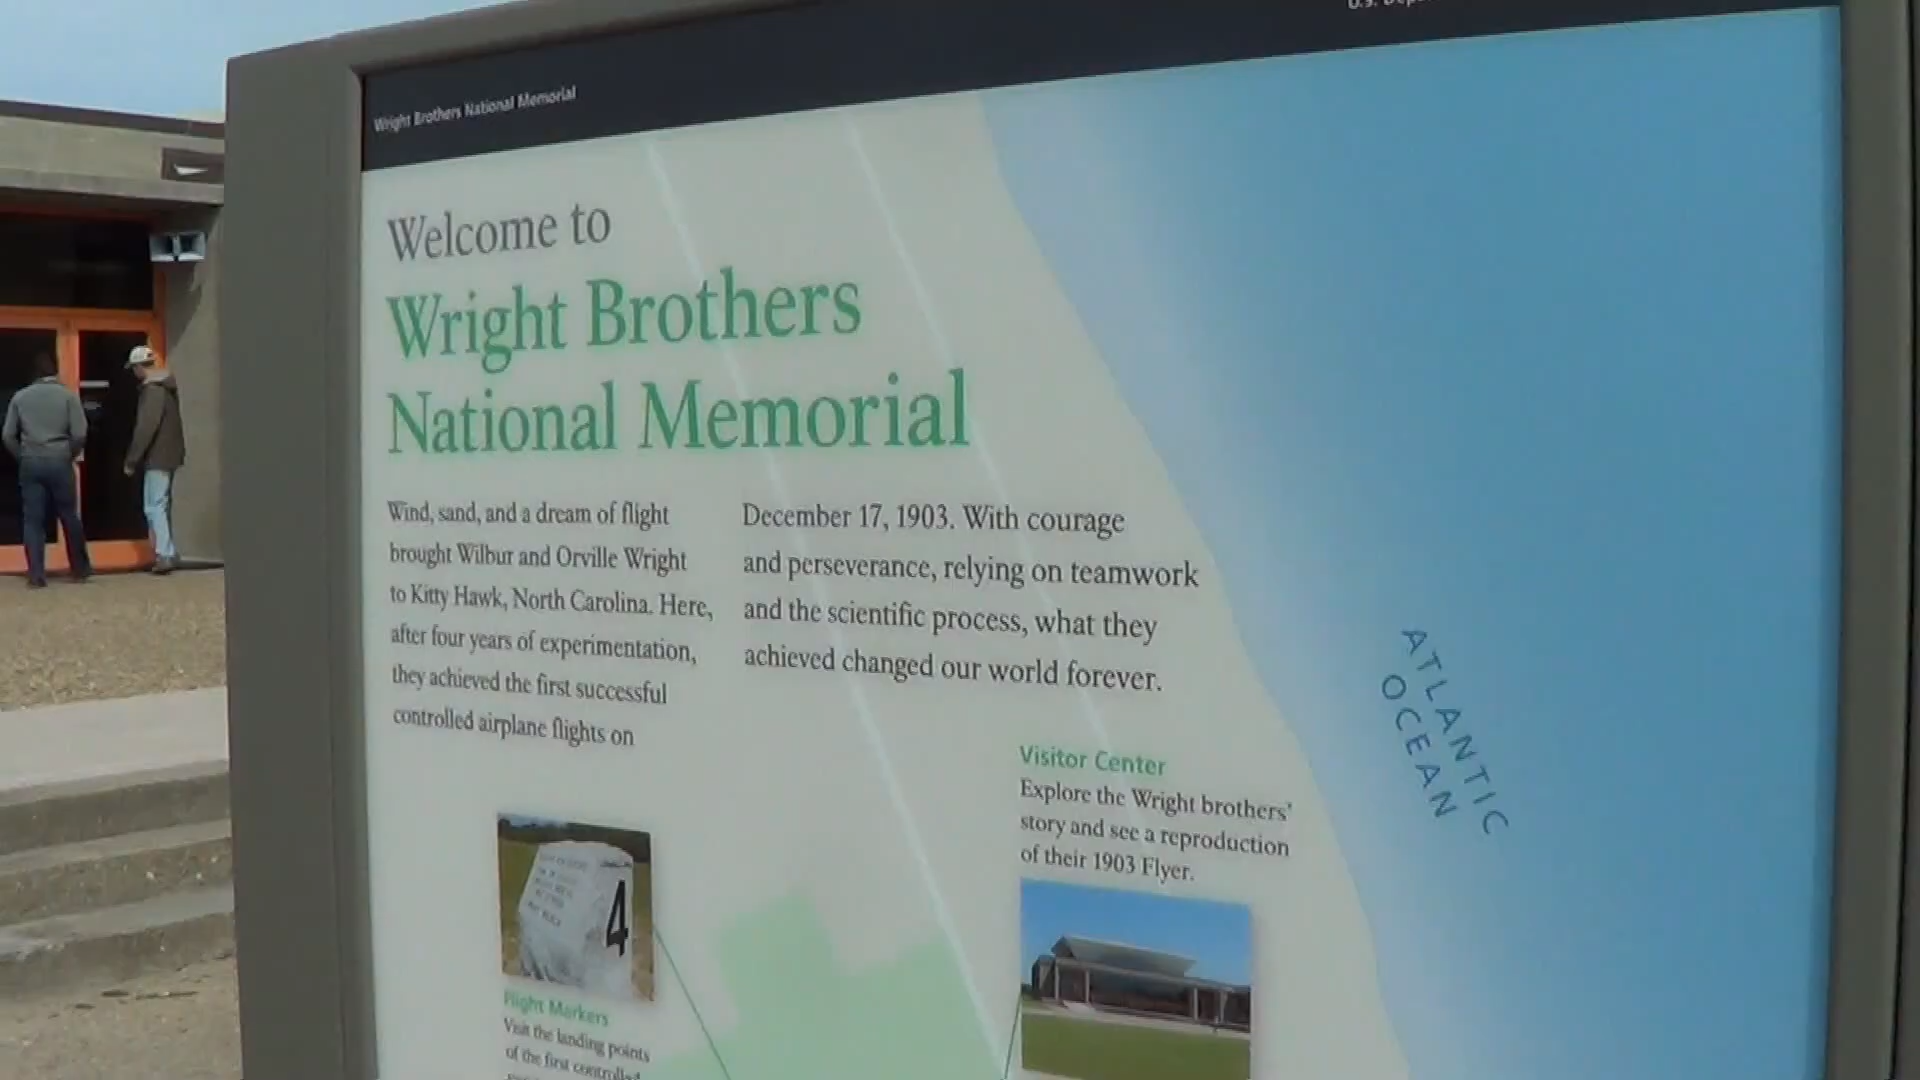 U.S.
Wright Brothers National Memorial
Welcome to
Wright Brothers
National Memorial
Wind, sand, and a dream of flight
brought Wilbur and Orville Wright
to Kitty Hawk, North Carolina. Here,
after four years of experimentation,
they achieved the first successful
controlled airplane flights on
December 17, 1903. With courage
and perseverance, relying on teamwork
and the scientific process, what they
achieved changed our world forever.
ATLANTIC
OCEAN
Visitor Center
Explore the Wright brothers'
story and see a reproduction
of their 1903 Flyer.
4
Flight Markers
Visit the landing points
of the first controlled